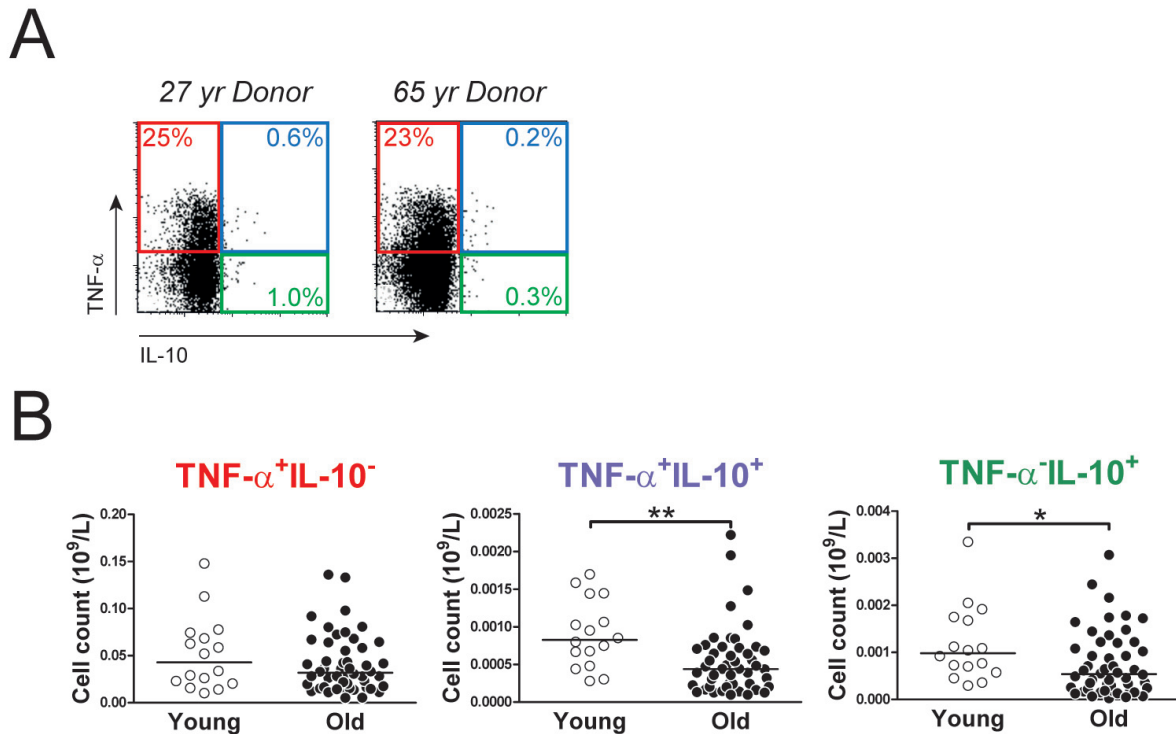 A
27 yr Donor
65 yr Donor
25%
0.6%
1.0%
23%
0.2%
0.3%
TNF-α
IL-10
B
TNF-α⁺IL-10⁻
Cell count (10⁹/L)
0.20
0.15
0.10
0.05
0.00
Young
Old
TNF-α⁺IL-10⁺
Cell count (10⁹/L)
0.0025
0.0020
0.0015
0.0010
0.0005
0.0000
**
Young
Old
TNF-α⁻IL-10⁺
Cell count (10⁹/L)
0.004
0.003
0.002
0.001
0.000
*
Young
Old